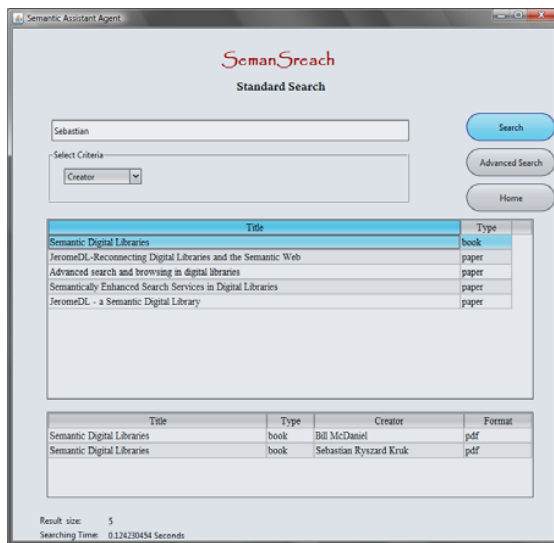 Semantic Assistant Agent
SemanSreach
Standard Search
Sebastian
Search
Select Criteria
Creator
Advanced Search
Home
Title Type
Semantic Digital Libraries book
JeromeDL-Reconnecting Digital Libraries and the Semantic Web paper
Advanced search and browsing in digital libraries paper
Semantically Enhanced Search Services in Digital Libraries paper
JeromeDL - a Semantic Digital Library paper
Title Type Creator Format
Semantic Digital Libraries book Bill McDaniel pdf
Semantic Digital Libraries book Sebastian Ryszard Kruk pdf
Result size: 5
Searching Time: 0.124230454 Seconds